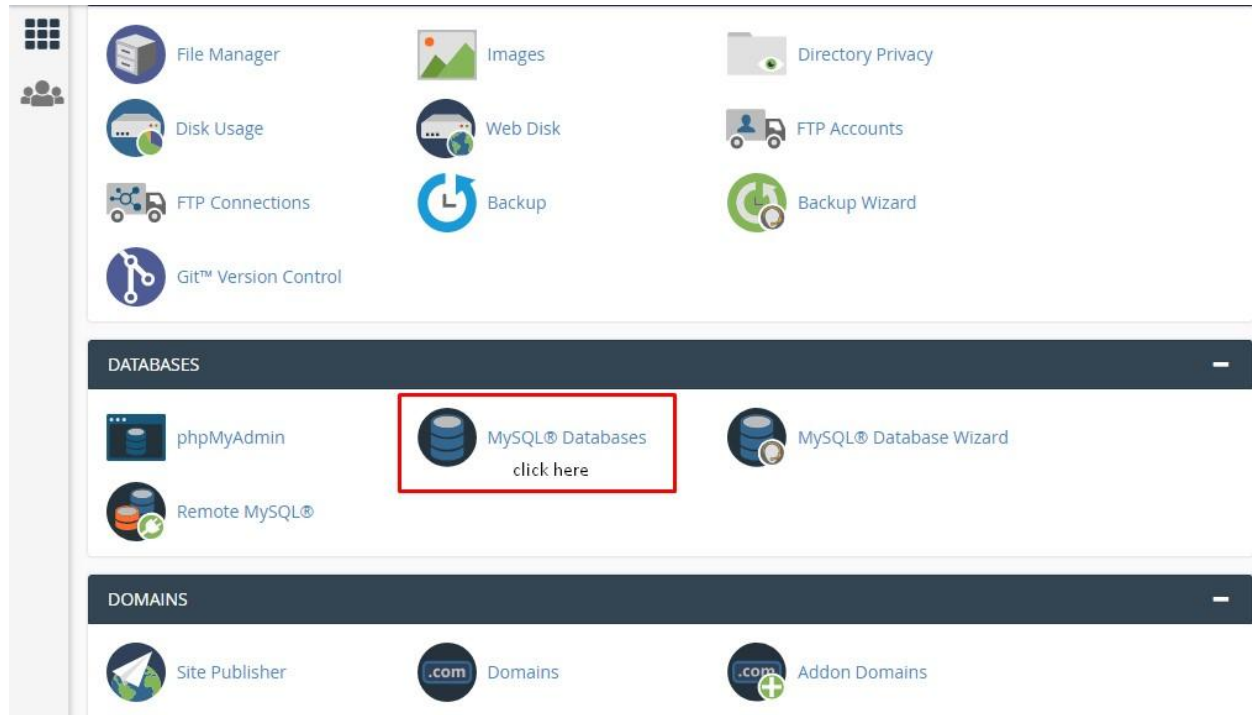 File Manager
Images
Directory Privacy
Disk Usage
Web Disk
FTP Accounts
FTP Connections
Backup
Backup Wizard
Git™ Version Control
DATABASES
phpMyAdmin
MySQL® Databases
click here
MySQL® Database Wizard
Remote MySQL®
DOMAINS
Site Publisher
.com
Domains
.com
Addon Domains